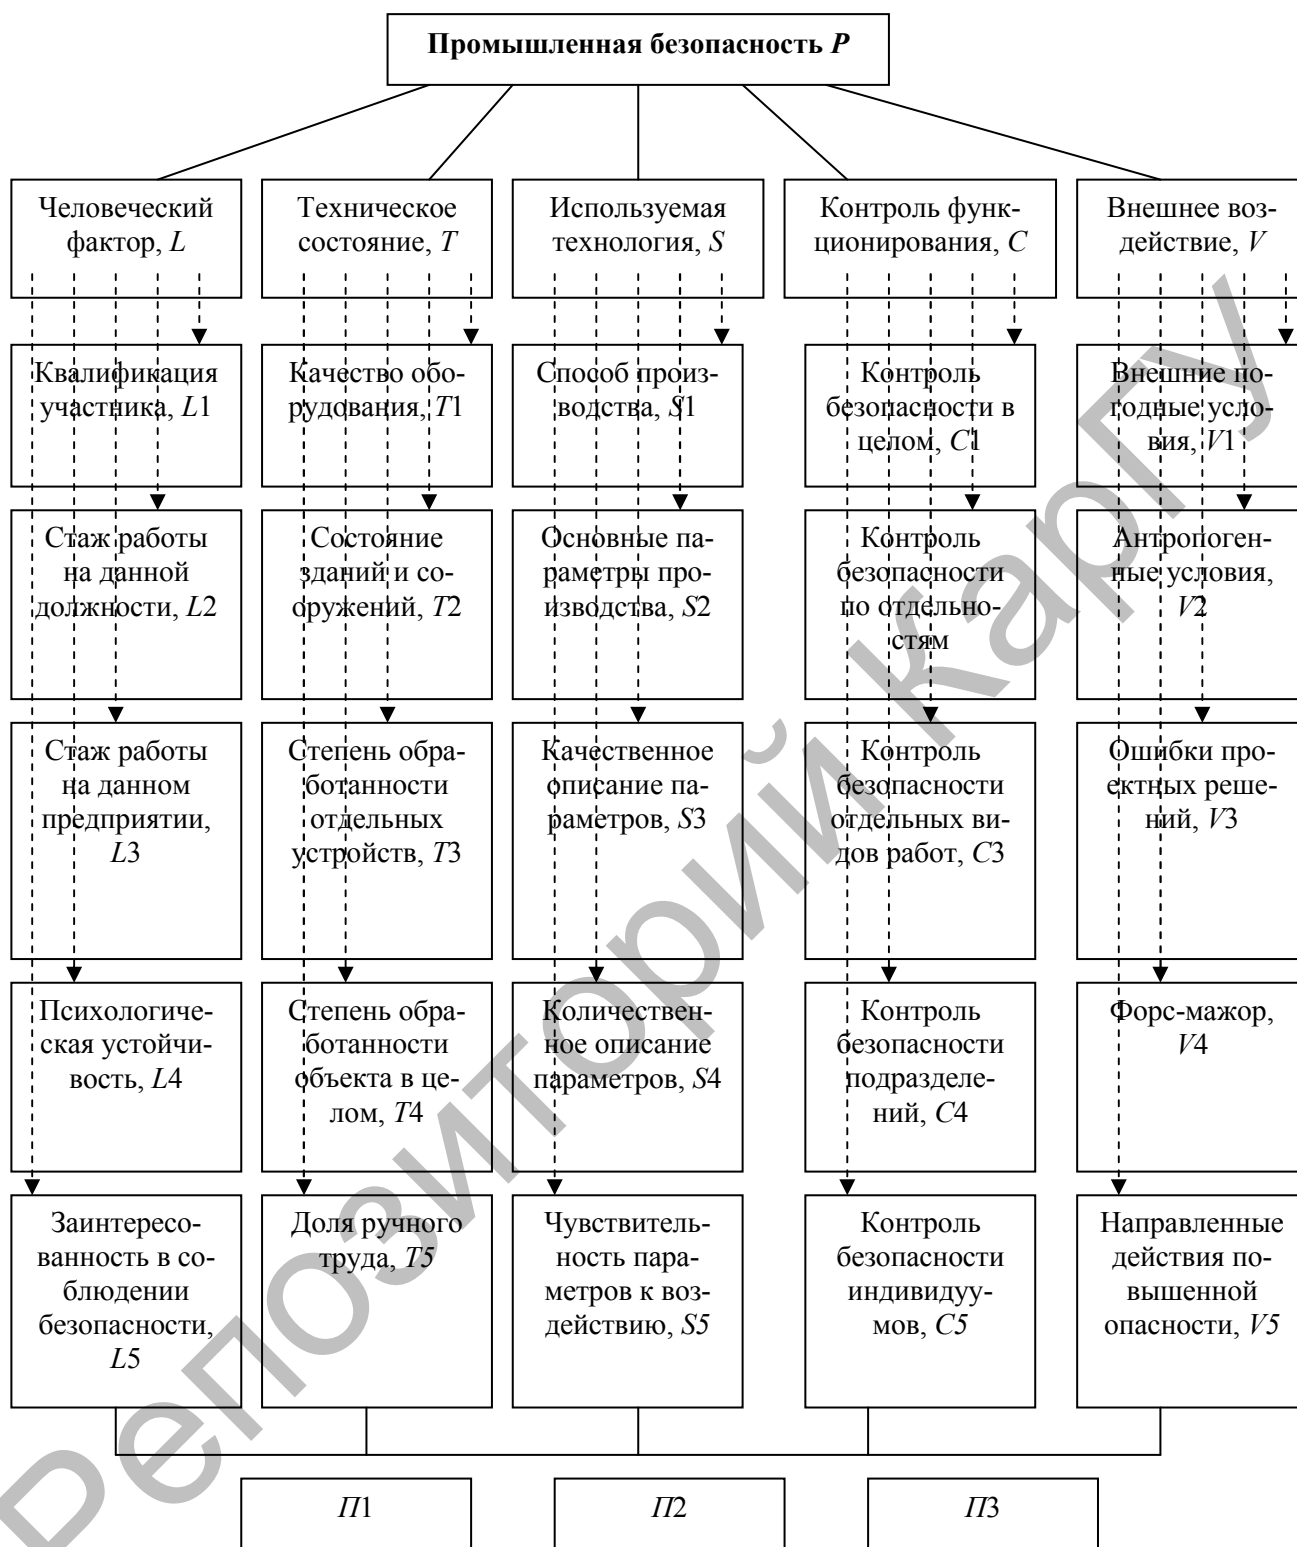 Промышленная безопасность P
Человеческий
фактор, L
Техническое
состояние, T
Используемая
технология, S
Контроль функ-
ционирования, C
Внешнее воз-
действие, V
Квалификация
участника, L1
Качество обо-
рудования, T1
Способ произ-
водства, S1
Контроль
безопасности в
целом, C1
Внешние по-
годные усло-
вия, V1
Стаж работы
на данной
должности, L2
Состояние
зданий и со-
оружений, T2
Основные па-
раметры про-
изводства, S2
Контроль
безопасности
по отдельно-
стям
Антропоген-
ные условия,
V2
Стаж работы
на данном
предприятии,
L3
Степень обра-
ботанности
отдельных
устройств, T3
Качественное
описание па-
раметров, S3
Контроль
безопасности
отдельных ви-
дов работ, C3
Ошибки про-
ектных реше-
ний, V3
Психологиче-
ская устойчи-
вость, L4
Степень обра-
ботанности
объекта в це-
лом, T4
Количествен-
ное описание
параметров, S4
Контроль
безопасности
подразделе-
ний, C4
Форс-мажор,
V4
Заинтересо-
ванность в со-
блюдении
безопасности,
L5
Доля ручного
труда, T5
Чувствитель-
ность пара-
метров к воз-
действию, S5
Контроль
безопасности
индивидуу-
мов, C5
Направленные
действия по-
вышенной
опасности, V5
П1
П2
П3
Репозиторий КарГУ